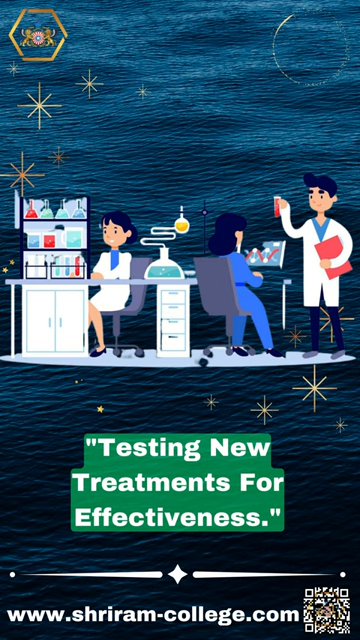 "Testing New
Treatments For
Effectiveness."
www.shriram-college.com